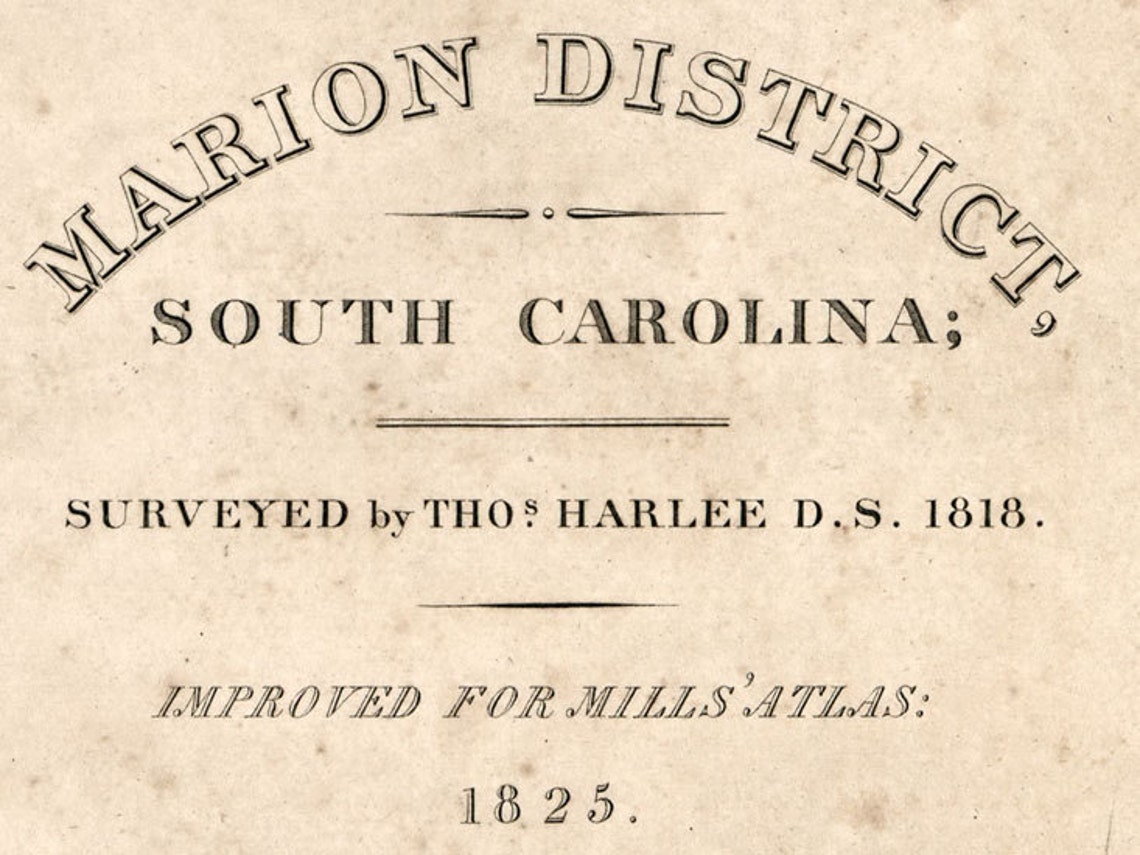 MARION DISTRICT,
SOUTH CAROLINA;
SURVEYED by THOˢ. HARLEE D.S. 1818.
IMPROVED FOR MILLS' ATLAS:
1825.